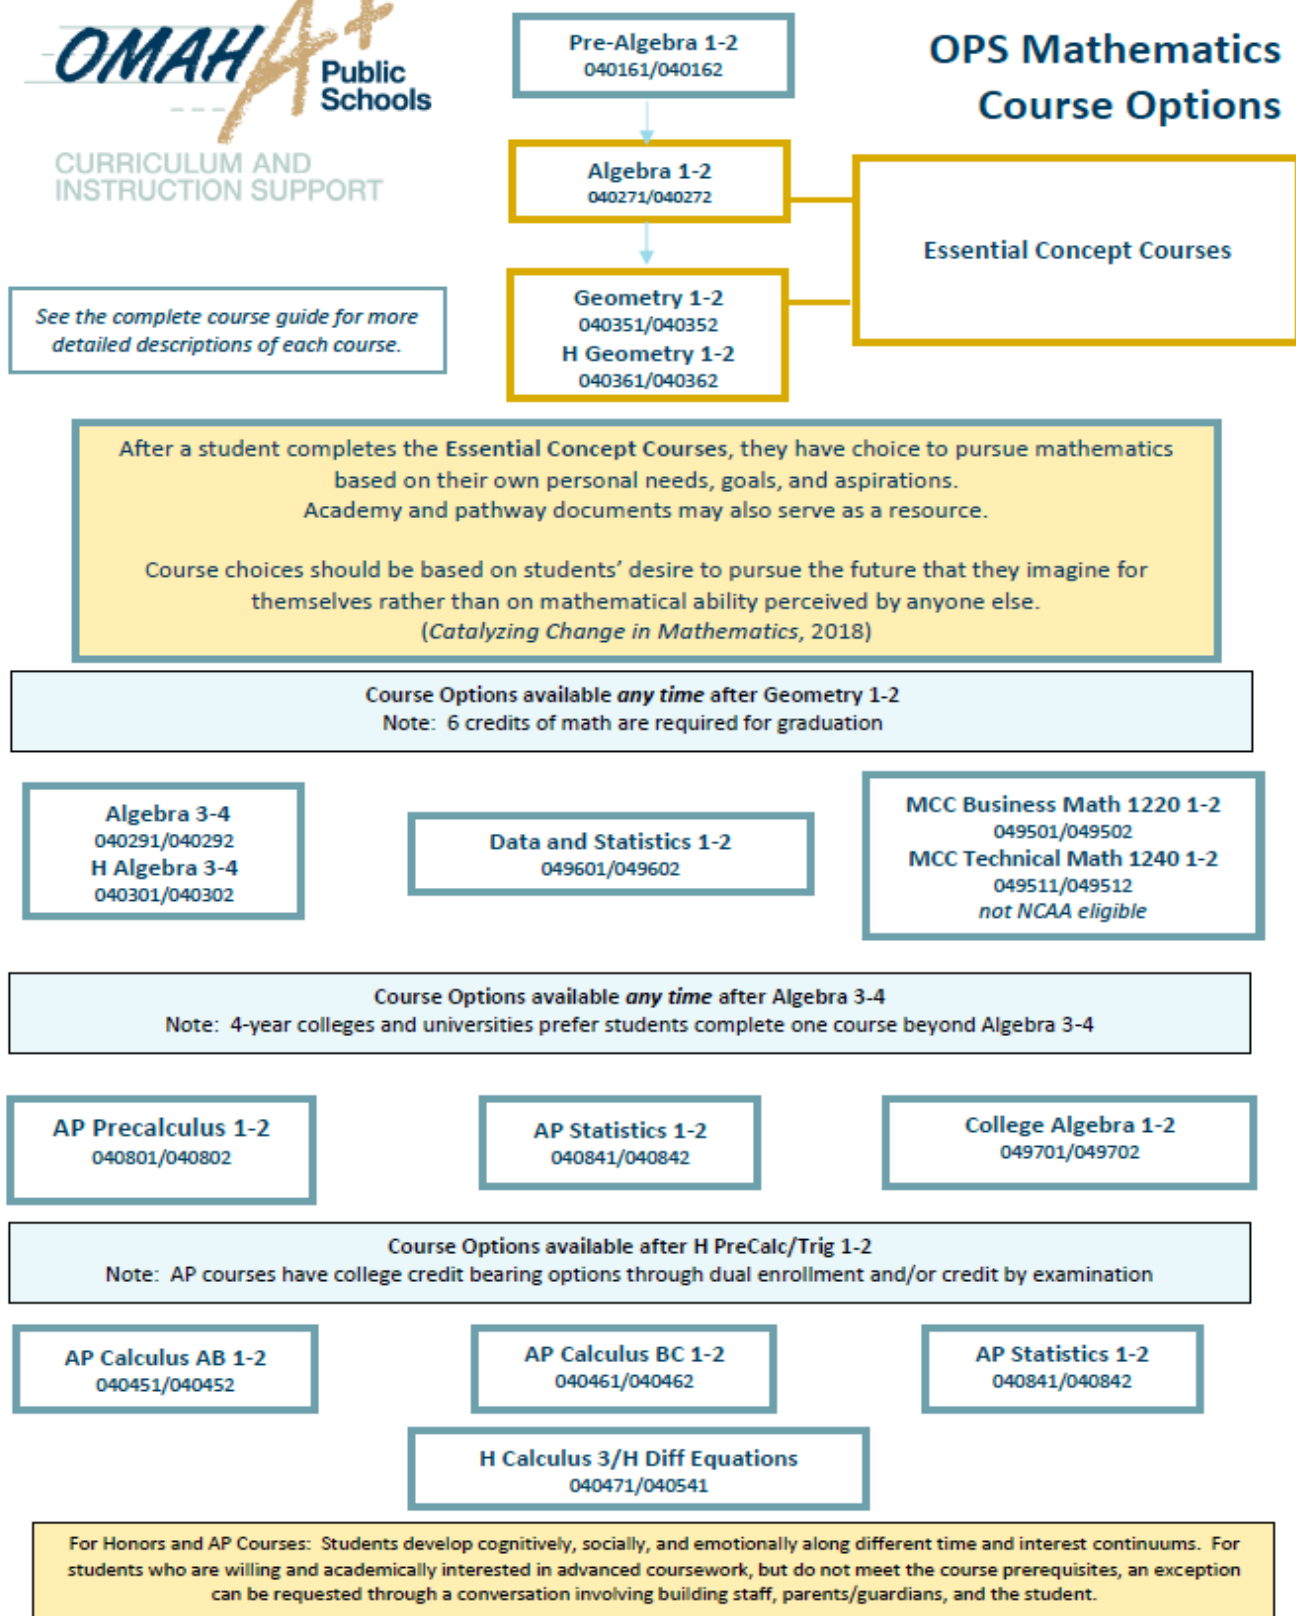 OMAHA+
Public
Schools
CURRICULUM AND
INSTRUCTION SUPPORT
Pre-Algebra 1-2
040161/040162
OPS Mathematics
Course Options
Algebra 1-2
040271/040272
Essential Concept Courses
Geometry 1-2
040351/040352
H Geometry 1-2
040361/040362
See the complete course guide for more
detailed descriptions of each course.
After a student completes the Essential Concept Courses, they have choice to pursue mathematics
based on their own personal needs, goals, and aspirations.
Academy and pathway documents may also serve as a resource.
Course choices should be based on students' desire to pursue the future that they imagine for
themselves rather than on mathematical ability perceived by anyone else.
(Catalyzing Change in Mathematics, 2018)
Course Options available any time after Geometry 1-2
Note: 6 credits of math are required for graduation
Algebra 3-4
040291/040292
H Algebra 3-4
040301/040302
Data and Statistics 1-2
049601/049602
MCC Business Math 1220 1-2
049501/049502
MCC Technical Math 1240 1-2
049511/049512
not NCAA eligible
Course Options available any time after Algebra 3-4
Note: 4-year colleges and universities prefer students complete one course beyond Algebra 3-4
AP Precalculus 1-2
040801/040802
AP Statistics 1-2
040841/040842
College Algebra 1-2
049701/049702
Course Options available after H PreCalc/Trig 1-2
Note: AP courses have college credit bearing options through dual enrollment and/or credit by examination
AP Calculus AB 1-2
040451/040452
AP Calculus BC 1-2
040461/040462
AP Statistics 1-2
040841/040842
H Calculus 3/H Diff Equations
040471/040541
For Honors and AP Courses: Students develop cognitively, socially, and emotionally along different time and interest continuums. For
students who are willing and academically interested in advanced coursework, but do not meet the course prerequisites, an exception
can be requested through a conversation involving building staff, parents/guardians, and the student.